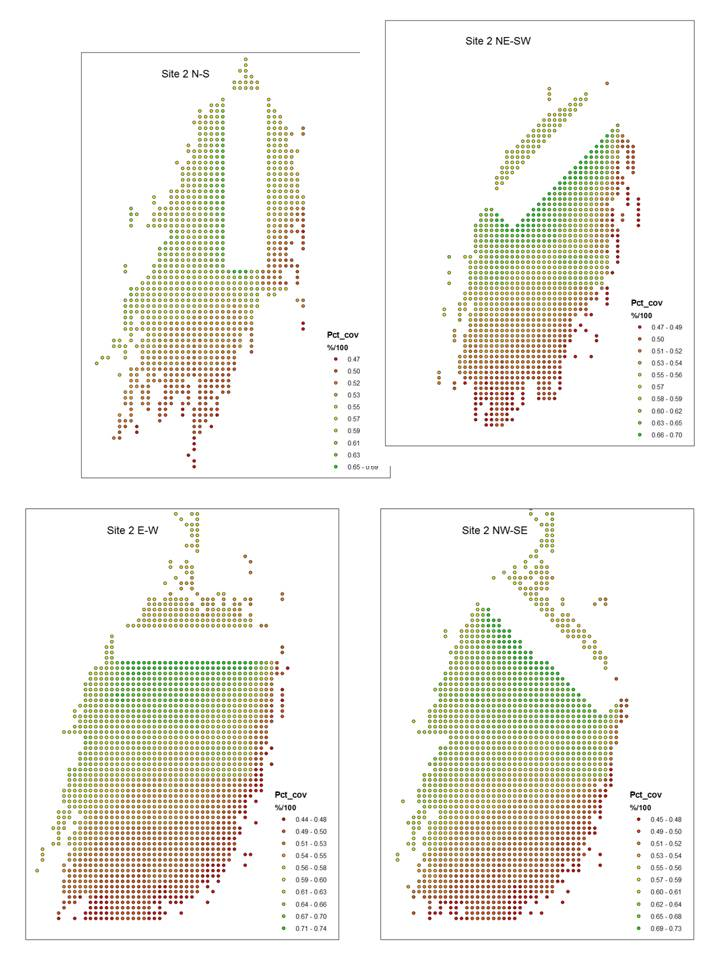 Site 2 N-S
Pct_cov
%/100
0.47
0.50
0.52
0.53
0.55
0.57
0.59
0.61
0.63
0.65 - 0.69
Site 2 NE-SW
Pct_cov
%/100
0.47 - 0.49
0.50
0.51 - 0.52
0.53 - 0.54
0.55 - 0.56
0.57
0.58 - 0.59
0.60 - 0.62
0.63 - 0.65
0.66 - 0.70
Site 2 E-W
Pct_cov
%/100
0.44 - 0.48
0.49 - 0.50
0.51 - 0.53
0.54 - 0.55
0.56 - 0.58
0.59 - 0.60
0.61 - 0.63
0.64 - 0.66
0.67 - 0.70
0.71 - 0.74
Site 2 NW-SE
Pct_cov
%/100
0.45 - 0.48
0.49 - 0.50
0.51 - 0.52
0.53 - 0.54
0.55 - 0.56
0.57 - 0.59
0.60 - 0.61
0.62 - 0.64
0.65 - 0.68
0.69 - 0.73